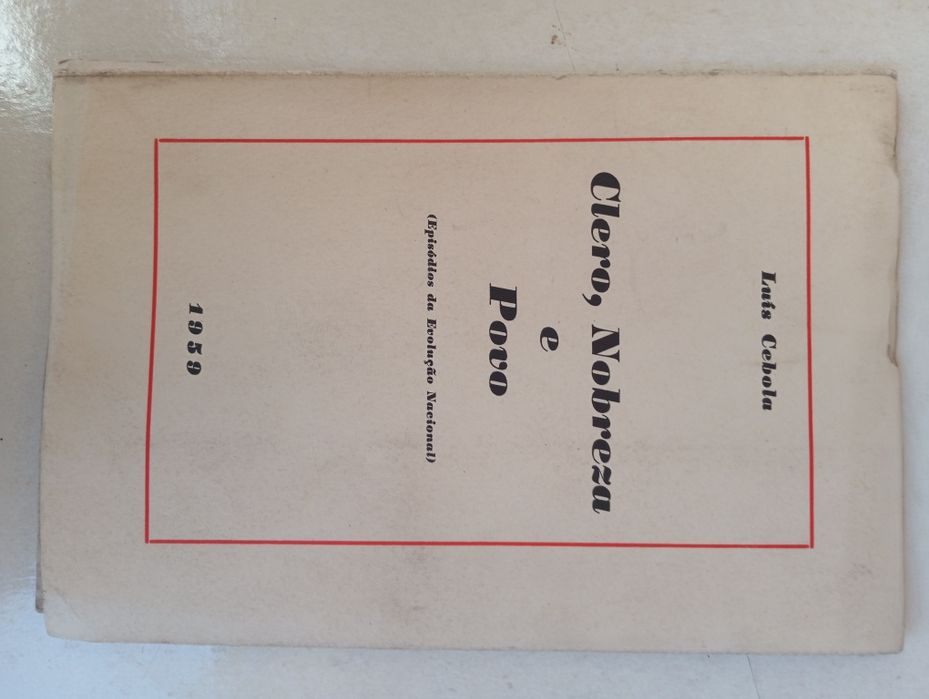 Luís Cebola
Clero, Nobreza
e
Povo
(Episódios da Evolução Nacional)
1959